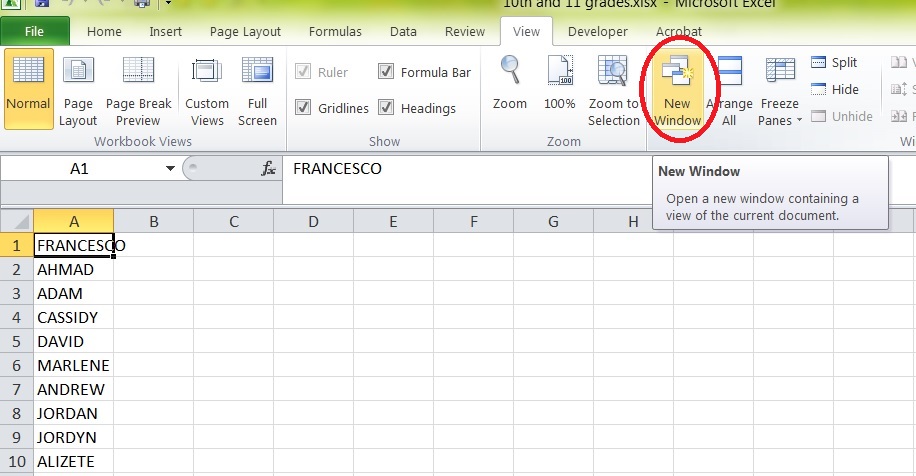 10th and 11 grades.xlsx - Microsoft Excel
File Home Insert Page Layout Formulas Data Review View Developer Acrobat
Normal Page Layout Page Break Preview Custom Views Full Screen
Workbook Views
Ruler Formula Bar
Gridlines Headings
Show
Zoom 100% Zoom to Selection
Zoom
New Window Arrange All Freeze Panes
Split
Hide
Unhide
A1 fx FRANCESCO
New Window
Open a new window containing a
view of the current document.
A B C D E F G H
1 FRANCESCO
2 AHMAD
3 ADAM
4 CASSIDY
5 DAVID
6 MARLENE
7 ANDREW
8 JORDAN
9 JORDYN
10 ALIZETE